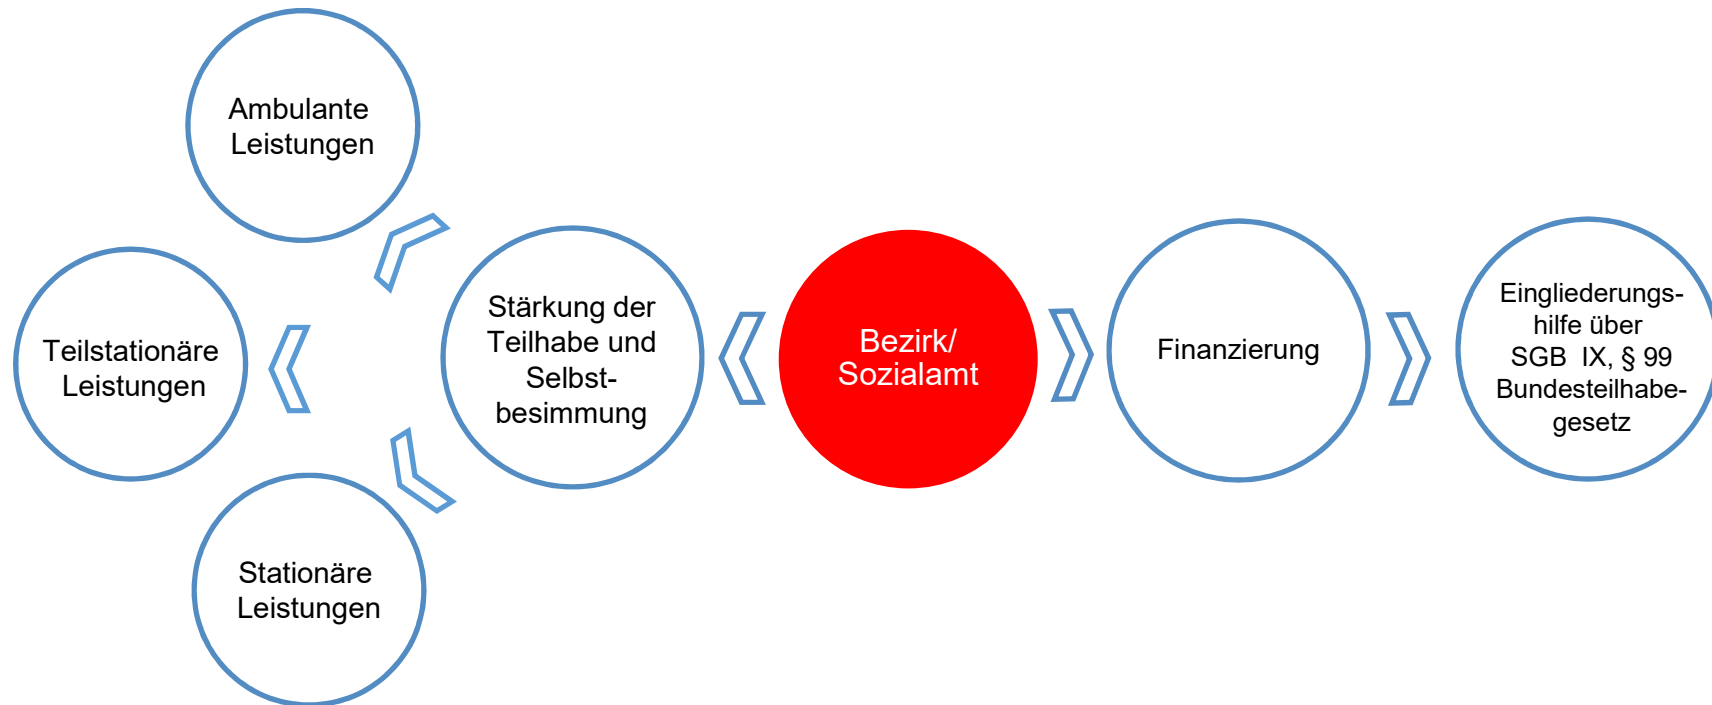 Ambulante
Leistungen
Teilstationäre
Leistungen
Stationäre
Leistungen
Stärkung der
Teilhabe und
Selbst-
besimmung
Bezirk/
Sozialamt
Finanzierung
Eingliederungs-
hilfe über
SGB IX, § 99
Bundesteilhabe-
gesetz